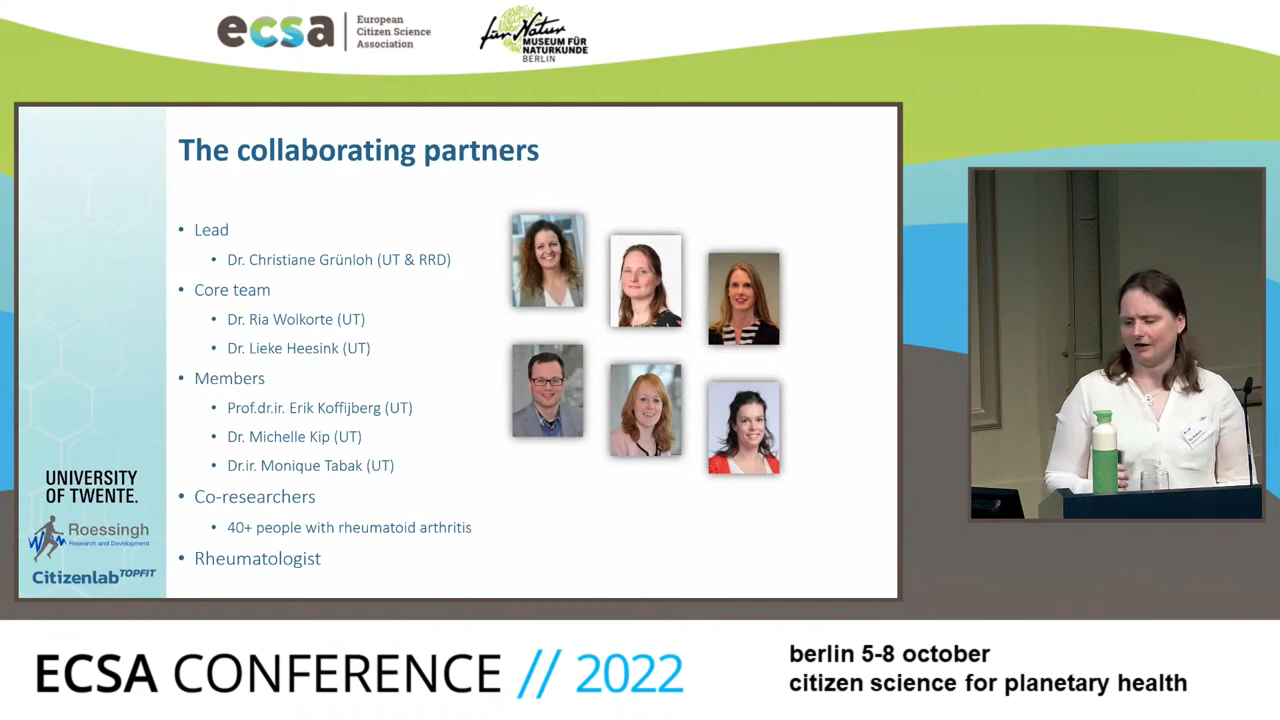 ecsa
European
Citizen Science
Association
für Natur
MUSEUM FÜR
NATURKUNDE
BERLIN
The collaborating partners
• Lead
• Dr. Christiane Grünloh (UT & RRD)
• Core team
• Dr. Ria Wolkorte (UT)
• Dr. Lieke Heesink (UT)
• Members
• Prof.dr.ir. Erik Koffijberg (UT)
• Dr. Michelle Kip (UT)
• Dr.ir. Monique Tabak (UT)
• Co-researchers
• 40+ people with rheumatoid arthritis
• Rheumatologist
UNIVERSITY
OF TWENTE.
Roessingh
Research and Development
Citizenlab TOPFIT
ECSA CONFERENCE // 2022
berlin 5-8 october
citizen science for planetary health